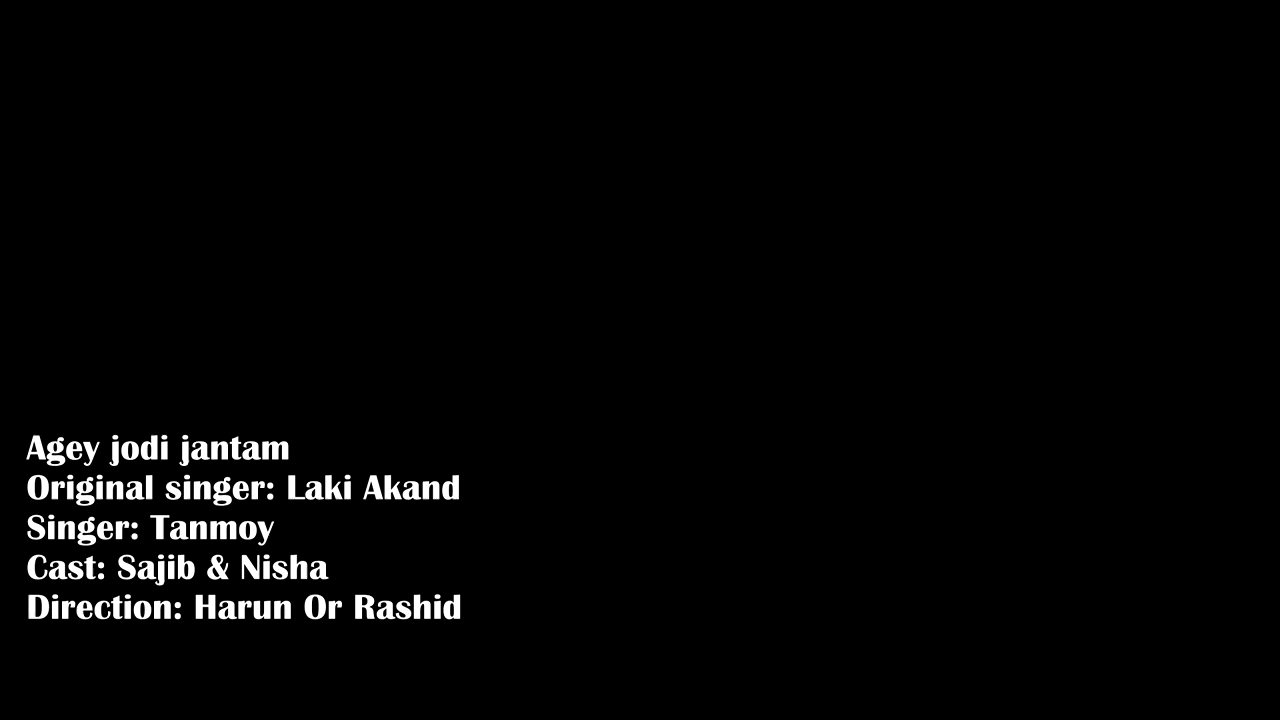 Agey jodi jantam
Original singer: Laki Akand
Singer: Tanmoy
Cast: Sajib & Nisha
Direction: Harun Or Rashid